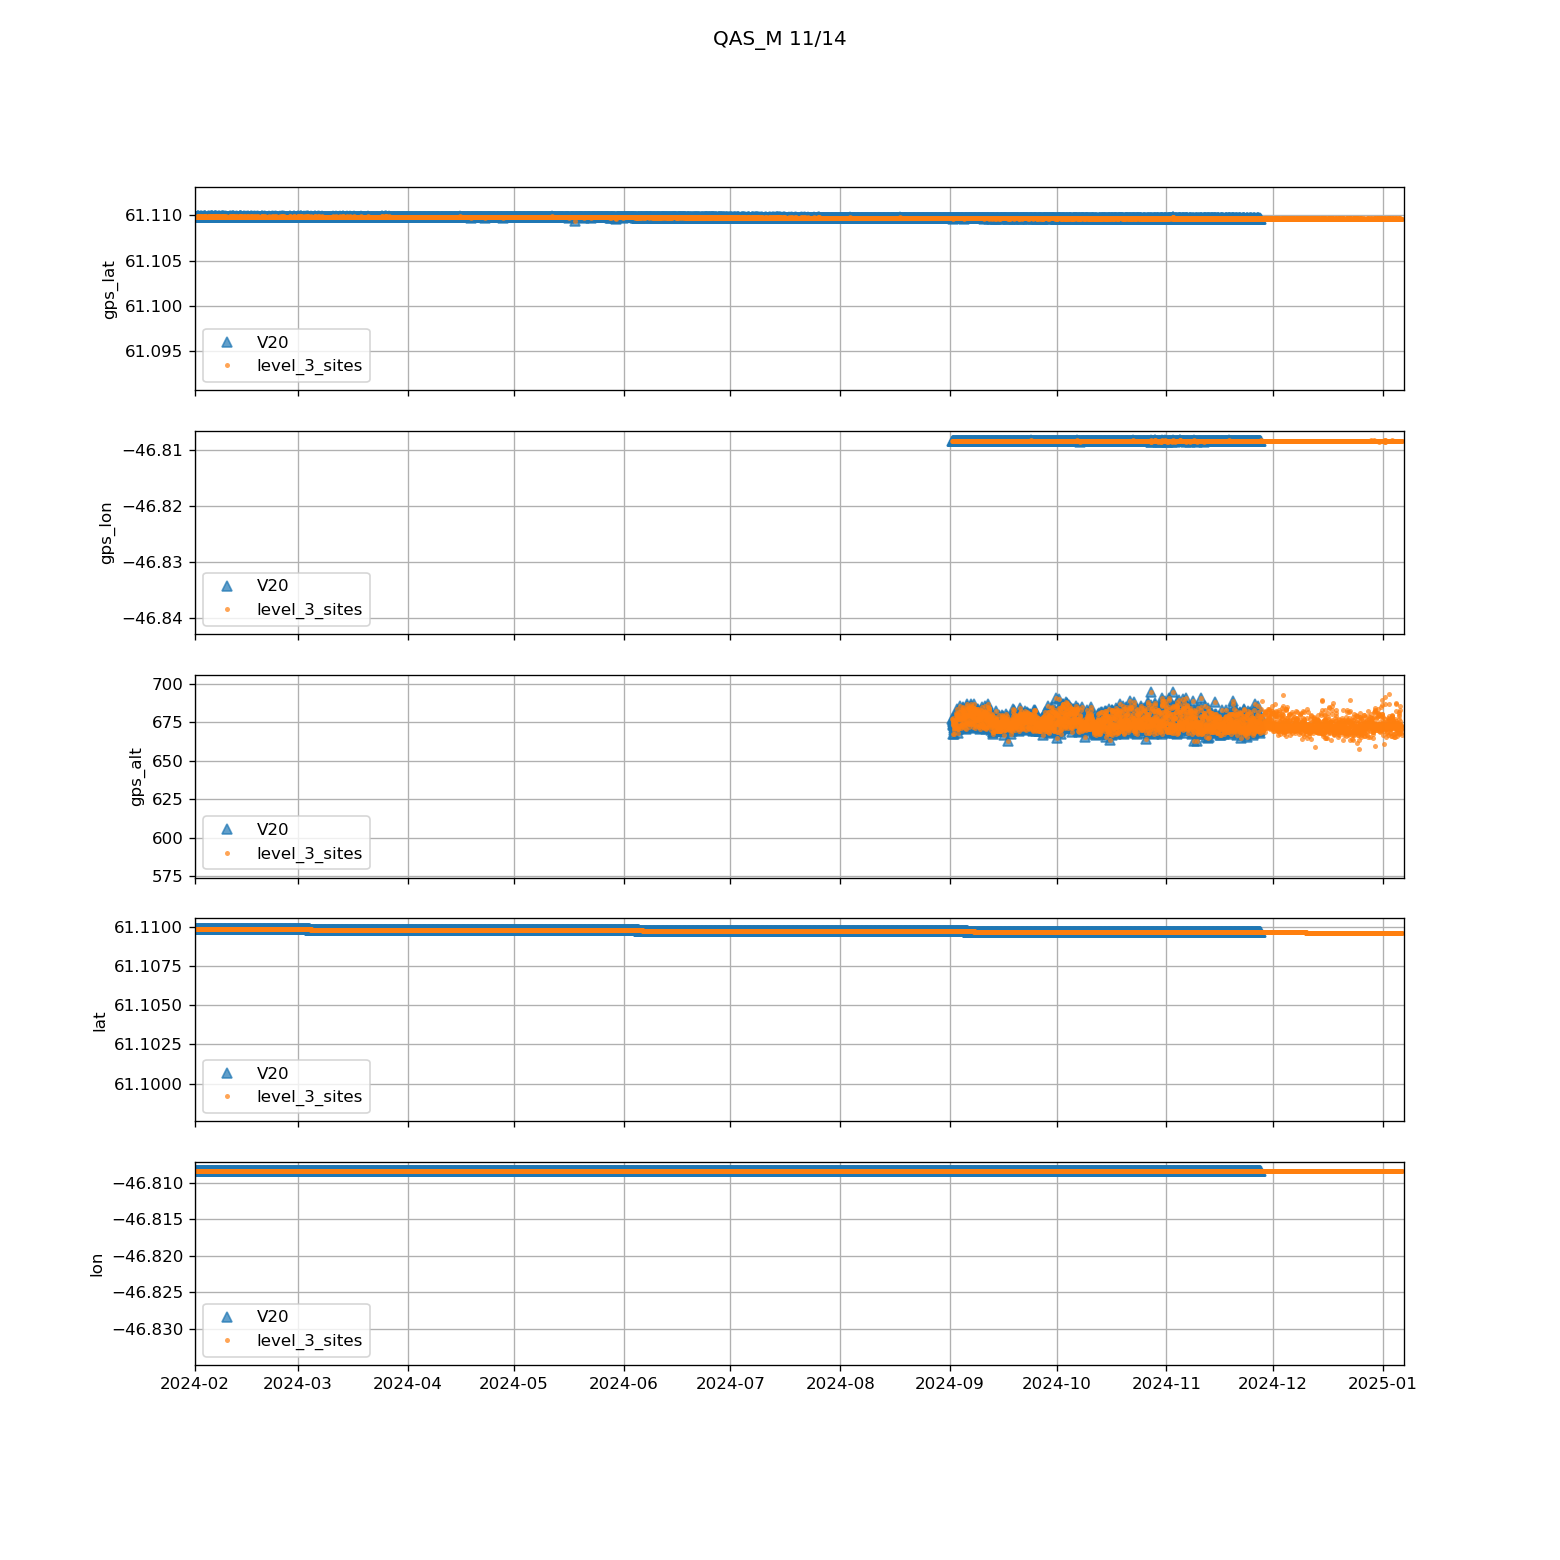 QAS_M 11/14
gps_lat
61.110
61.105
61.100
61.095
V20
level_3_sites
gps_lon
−46.81
−46.82
−46.83
−46.84
V20
level_3_sites
gps_alt
700
675
650
625
600
575
V20
level_3_sites
lat
61.1100
61.1075
61.1050
61.1025
61.1000
V20
level_3_sites
lon
−46.810
−46.815
−46.820
−46.825
−46.830
V20
level_3_sites
2024-02 2024-03 2024-04 2024-05 2024-06 2024-07 2024-08 2024-09 2024-10 2024-11 2024-12 2025-01